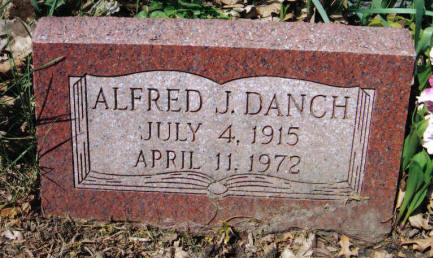 ALFRED J. DANCH
JULY 4, 1915
APRIL 11, 1972